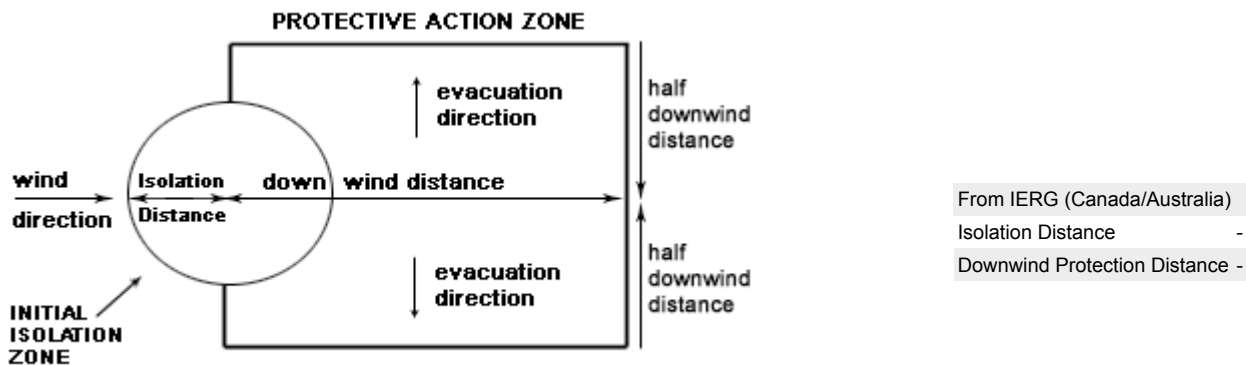 PROTECTIVE ACTION ZONE
evacuation
direction
half
downwind
distance
wind
direction
Isolation
Distance
down wind distance
evacuation
direction
half
downwind
distance
INITIAL
ISOLATION
ZONE
From IERG (Canada/Australia)
Isolation Distance -
Downwind Protection Distance -